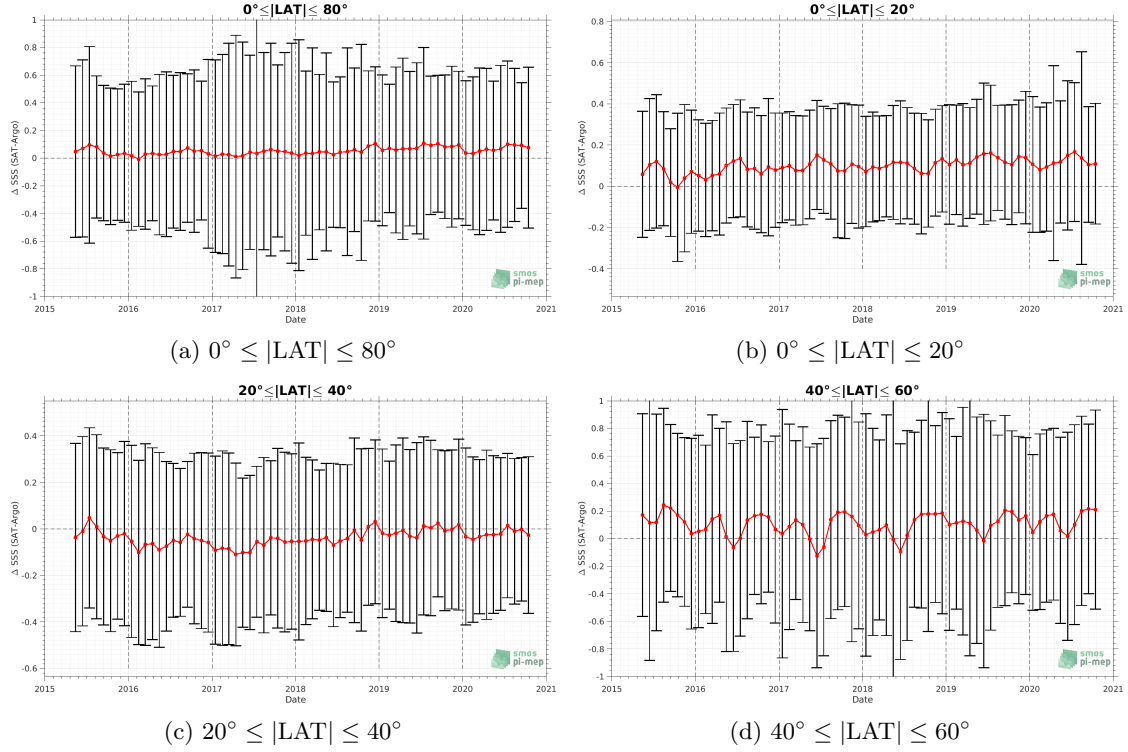 0°≤|LAT|≤ 80°
1
0.8
0.6
0.4
0.2
0
-0.2
-0.4
-0.6
-0.8
-1
Δ SSS (SAT-Argo)
2015 2016 2017 2018 2019 2020 2021
Date
smos
pi-mep
(a) 0° ≤ |LAT| ≤ 80°
0°≤|LAT|≤ 20°
0.8
0.6
0.4
0.2
0
-0.2
-0.4
Δ SSS (SAT-Argo)
2015 2016 2017 2018 2019 2020 2021
Date
smos
pi-mep
(b) 0° ≤ |LAT| ≤ 20°
20°≤|LAT|≤ 40°
0.4
0.2
0
-0.2
-0.4
-0.6
Δ SSS (SAT-Argo)
2015 2016 2017 2018 2019 2020 2021
Date
smos
pi-mep
(c) 20° ≤ |LAT| ≤ 40°
40°≤|LAT|≤ 60°
1
0.8
0.6
0.4
0.2
0
-0.2
-0.4
-0.6
-0.8
-1
Δ SSS (SAT-Argo)
2015 2016 2017 2018 2019 2020 2021
Date
smos
pi-mep
(d) 40° ≤ |LAT| ≤ 60°